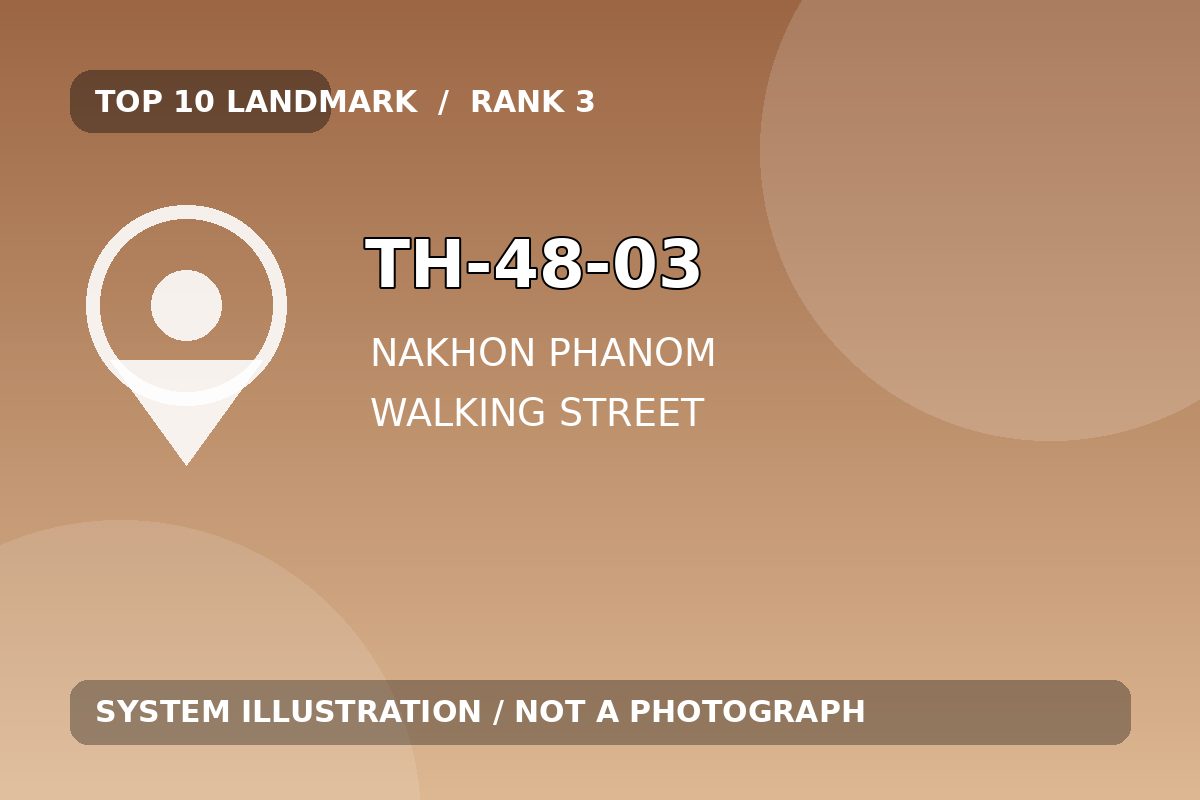 TOP 10 LANDMARK / RANK 3
TH-48-03
NAKHON PHANOM
WALKING STREET
SYSTEM ILLUSTRATION / NOT A PHOTOGRAPH